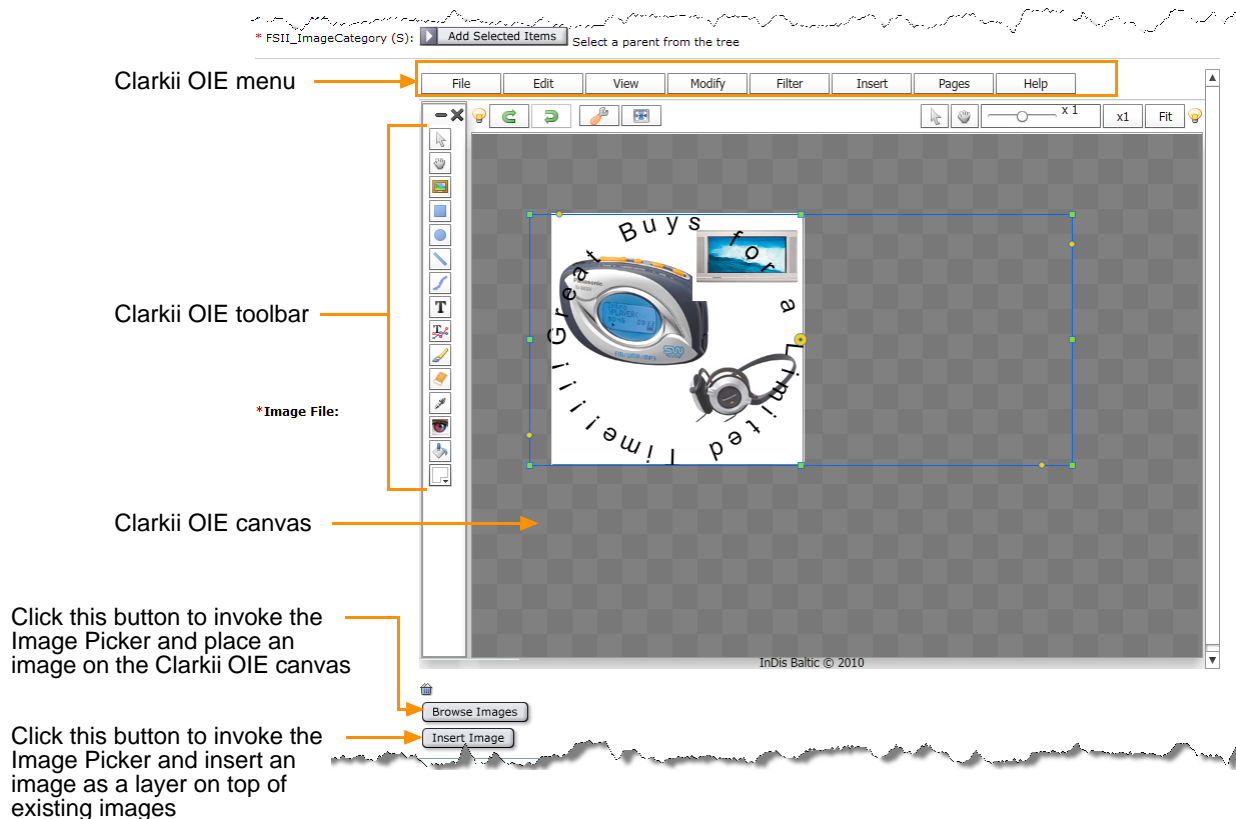 * FSII_ImageCategory (S): Add Selected Items Select a parent from the tree
Clarkii OIE menu
File Edit View Modify Filter Insert Pages Help
x 1 x1 Fit
Great Buys for a Limited Time!!!!!
Panasonic
Clarkii OIE toolbar
T
T
*Image File:
Clarkii OIE canvas
Click this button to invoke the
Image Picker and place an
image on the Clarkii OIE canvas
InDis Baltic © 2010
Browse Images
Click this button to invoke the
Image Picker and insert an
image as a layer on top of
existing images
Insert Image